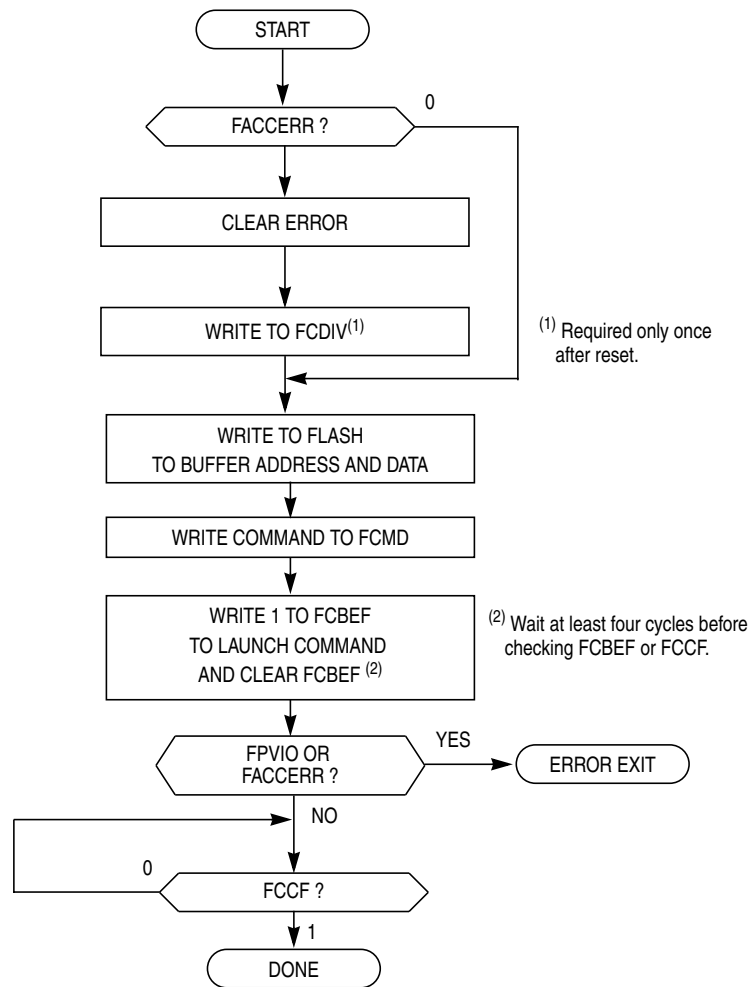 START
0
FACCERR ?
CLEAR ERROR
WRITE TO FCDIV(1)
(1) Required only once
after reset.
WRITE TO FLASH
TO BUFFER ADDRESS AND DATA
WRITE COMMAND TO FCMD
WRITE 1 TO FCBEF
TO LAUNCH COMMAND
AND CLEAR FCBEF (2)
(2) Wait at least four cycles before
checking FCBEF or FCCF.
FPVIO OR
FACCERR ?
YES
ERROR EXIT
NO
0
FCCF ?
1
DONE